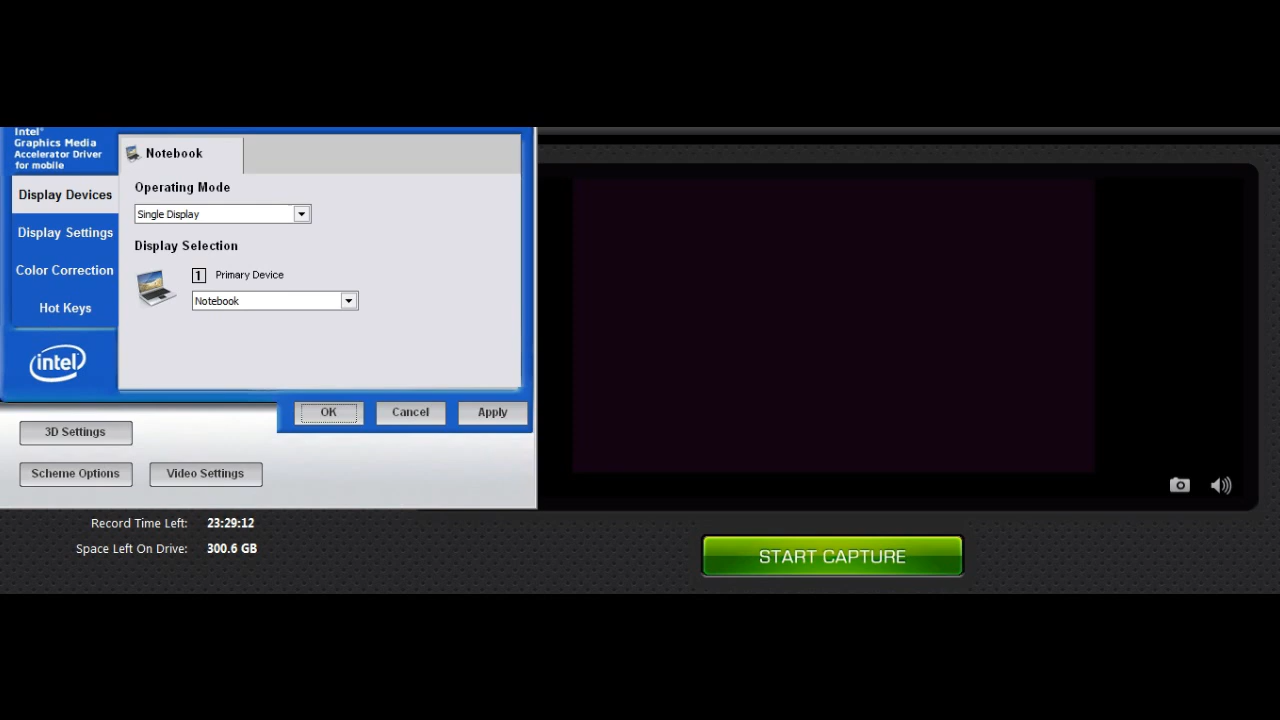 Intel®
Graphics Media
Accelerator Driver
for mobile
Notebook
Display Devices
Display Settings
Color Correction
Hot Keys
intel
Operating Mode
Single Display
Display Selection
1 Primary Device
Notebook
OK Cancel Apply
3D Settings
Scheme Options Video Settings
Record Time Left: 23:29:12
Space Left On Drive: 300.6 GB
START CAPTURE